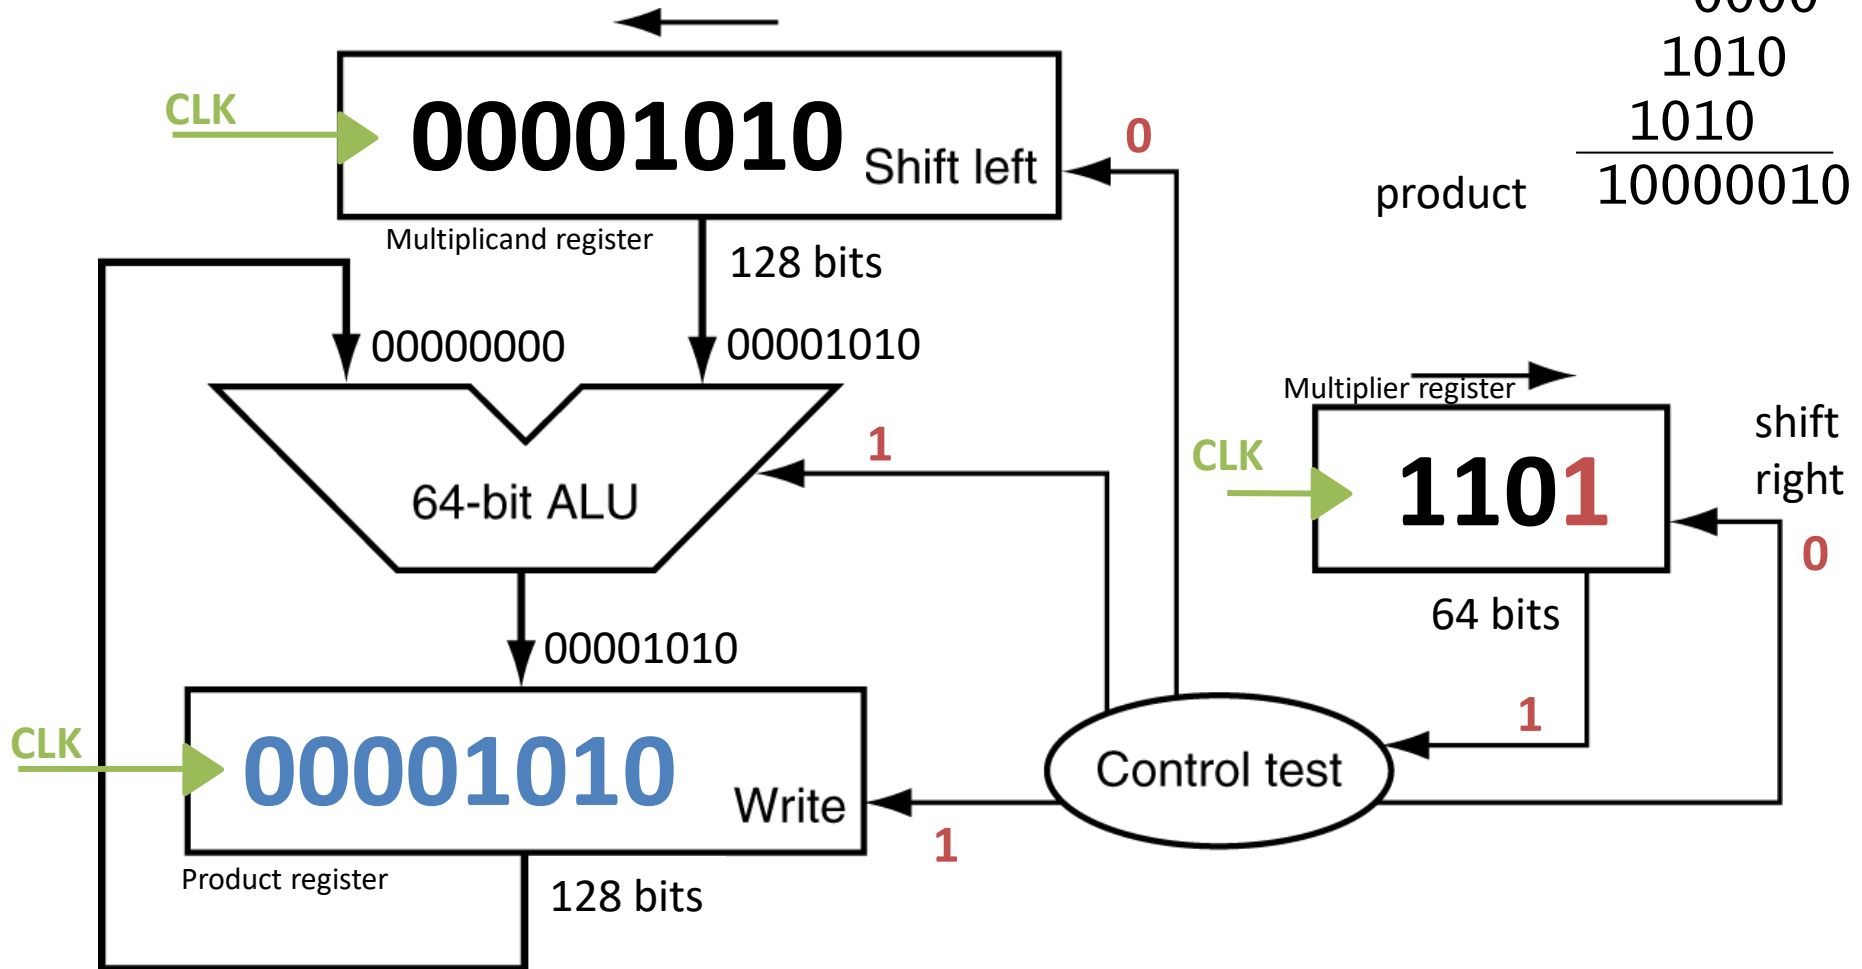 0000
1010
1010
product 10000010
CLK
00001010 Shift left
0
Multiplicand register
128 bits
00000000
00001010
Multiplier register
shift
right
CLK
1101
0
1
64-bit ALU
64 bits
00001010
1
CLK
00001010 Write
Control test
1
Product register
128 bits